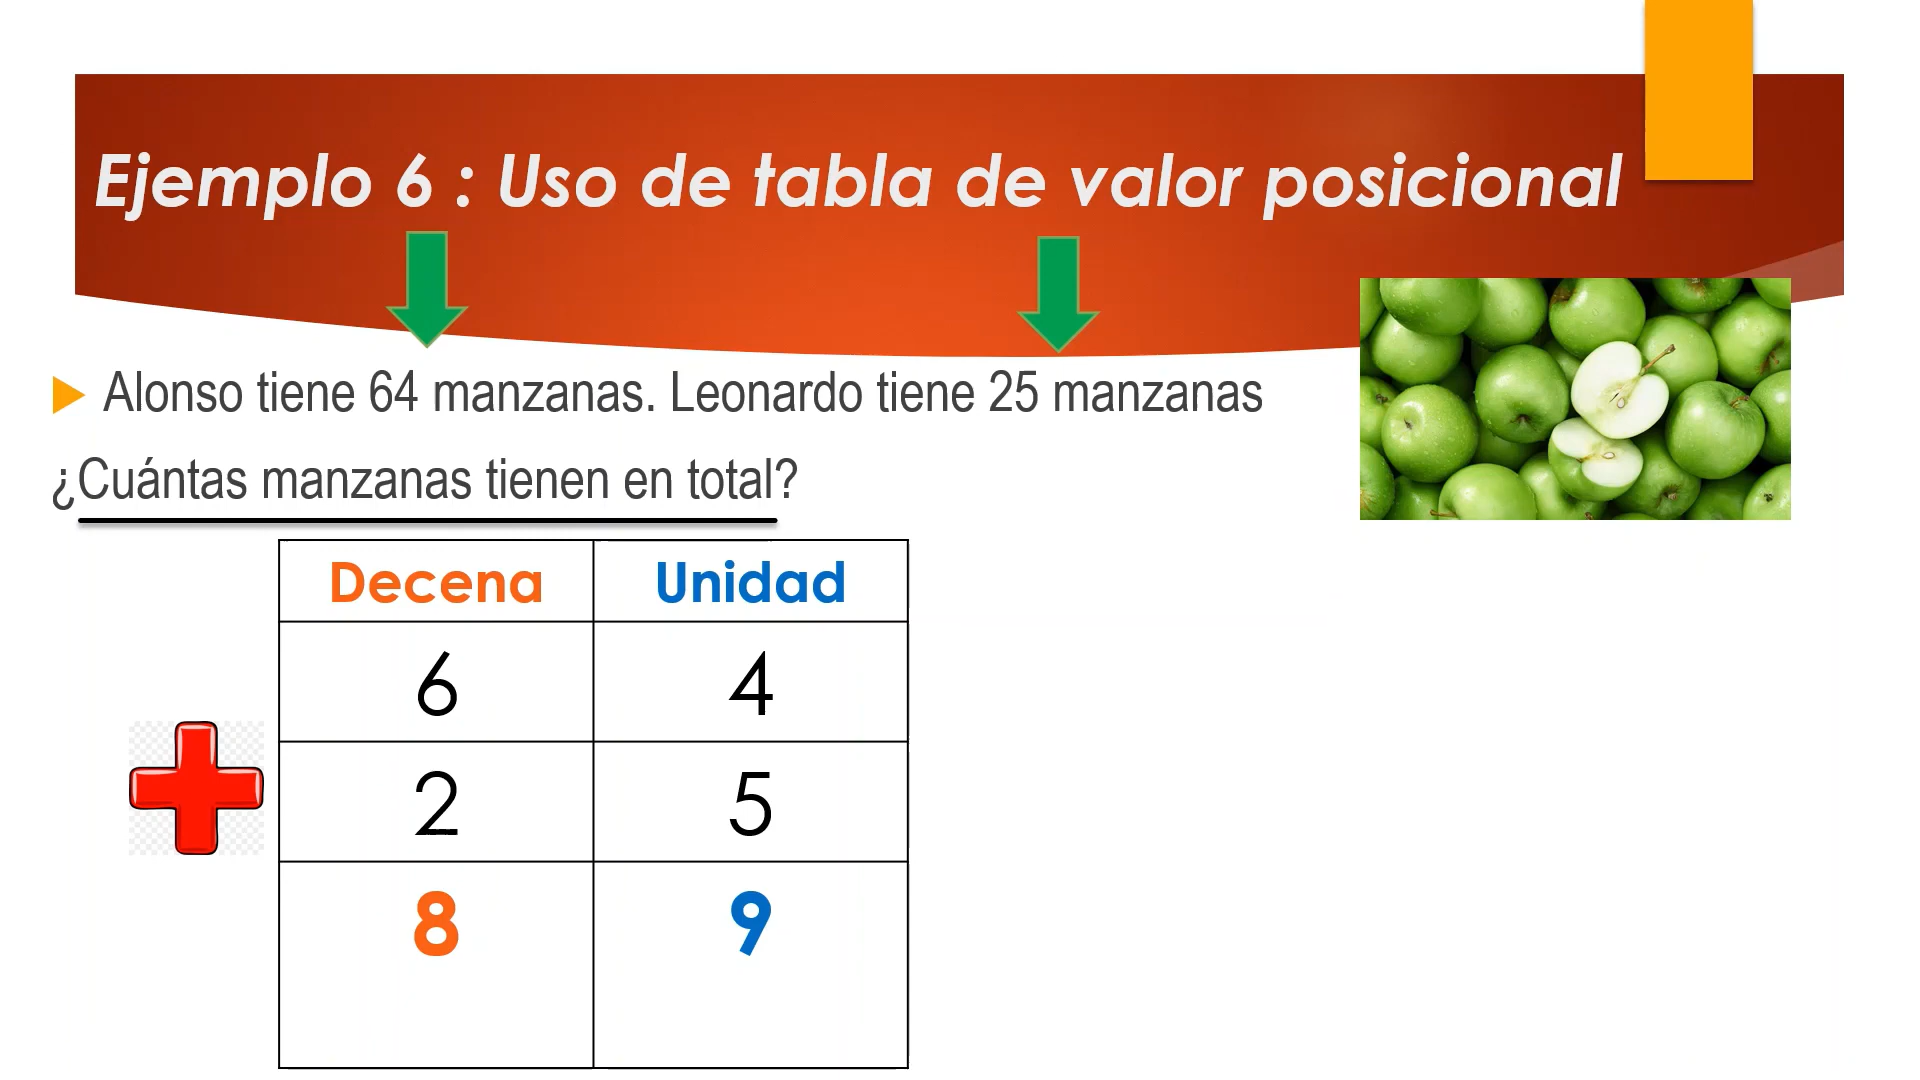 Ejemplo 6 : Uso de tabla de valor posicional
Alonso tiene 64 manzanas. Leonardo tiene 25 manzanas
¿Cuántas manzanas tienen en total?
Decena Unidad
6 4
2 5
8 9